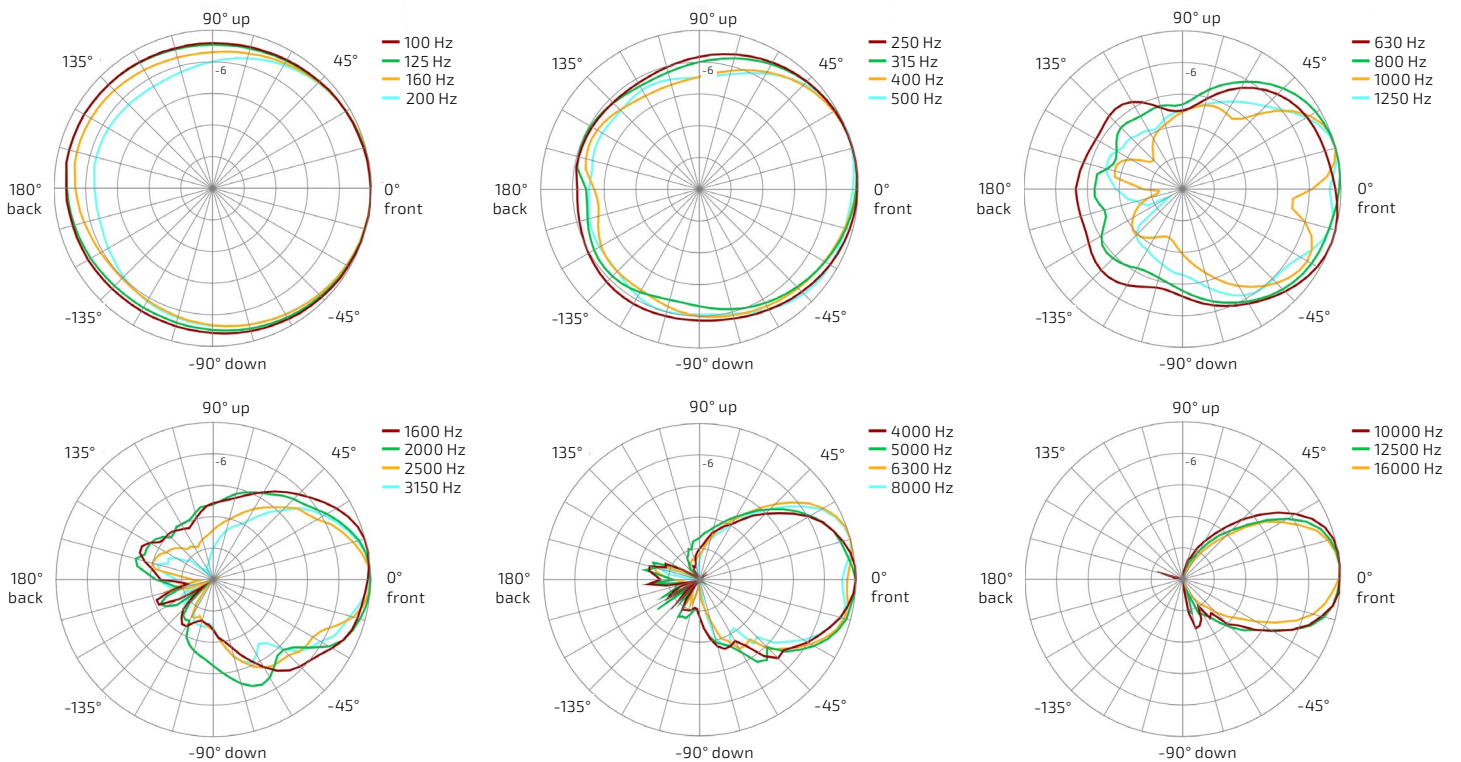 90° up
135°
45°
-6
180°
back
0°
front
-135°
-45°
-90° down
100 Hz
125 Hz
160 Hz
200 Hz
90° up
135°
45°
-6
180°
back
0°
front
-135°
-45°
-90° down
250 Hz
315 Hz
400 Hz
500 Hz
90° up
135°
45°
-6
180°
back
0°
front
-135°
-45°
-90° down
630 Hz
800 Hz
1000 Hz
1250 Hz
90° up
135°
45°
-6
180°
back
0°
front
-135°
-45°
-90° down
1600 Hz
2000 Hz
2500 Hz
3150 Hz
90° up
135°
45°
-6
180°
back
0°
front
-135°
-45°
-90° down
4000 Hz
5000 Hz
6300 Hz
8000 Hz
90° up
135°
45°
-6
180°
back
0°
front
-135°
-45°
-90° down
10000 Hz
12500 Hz
16000 Hz